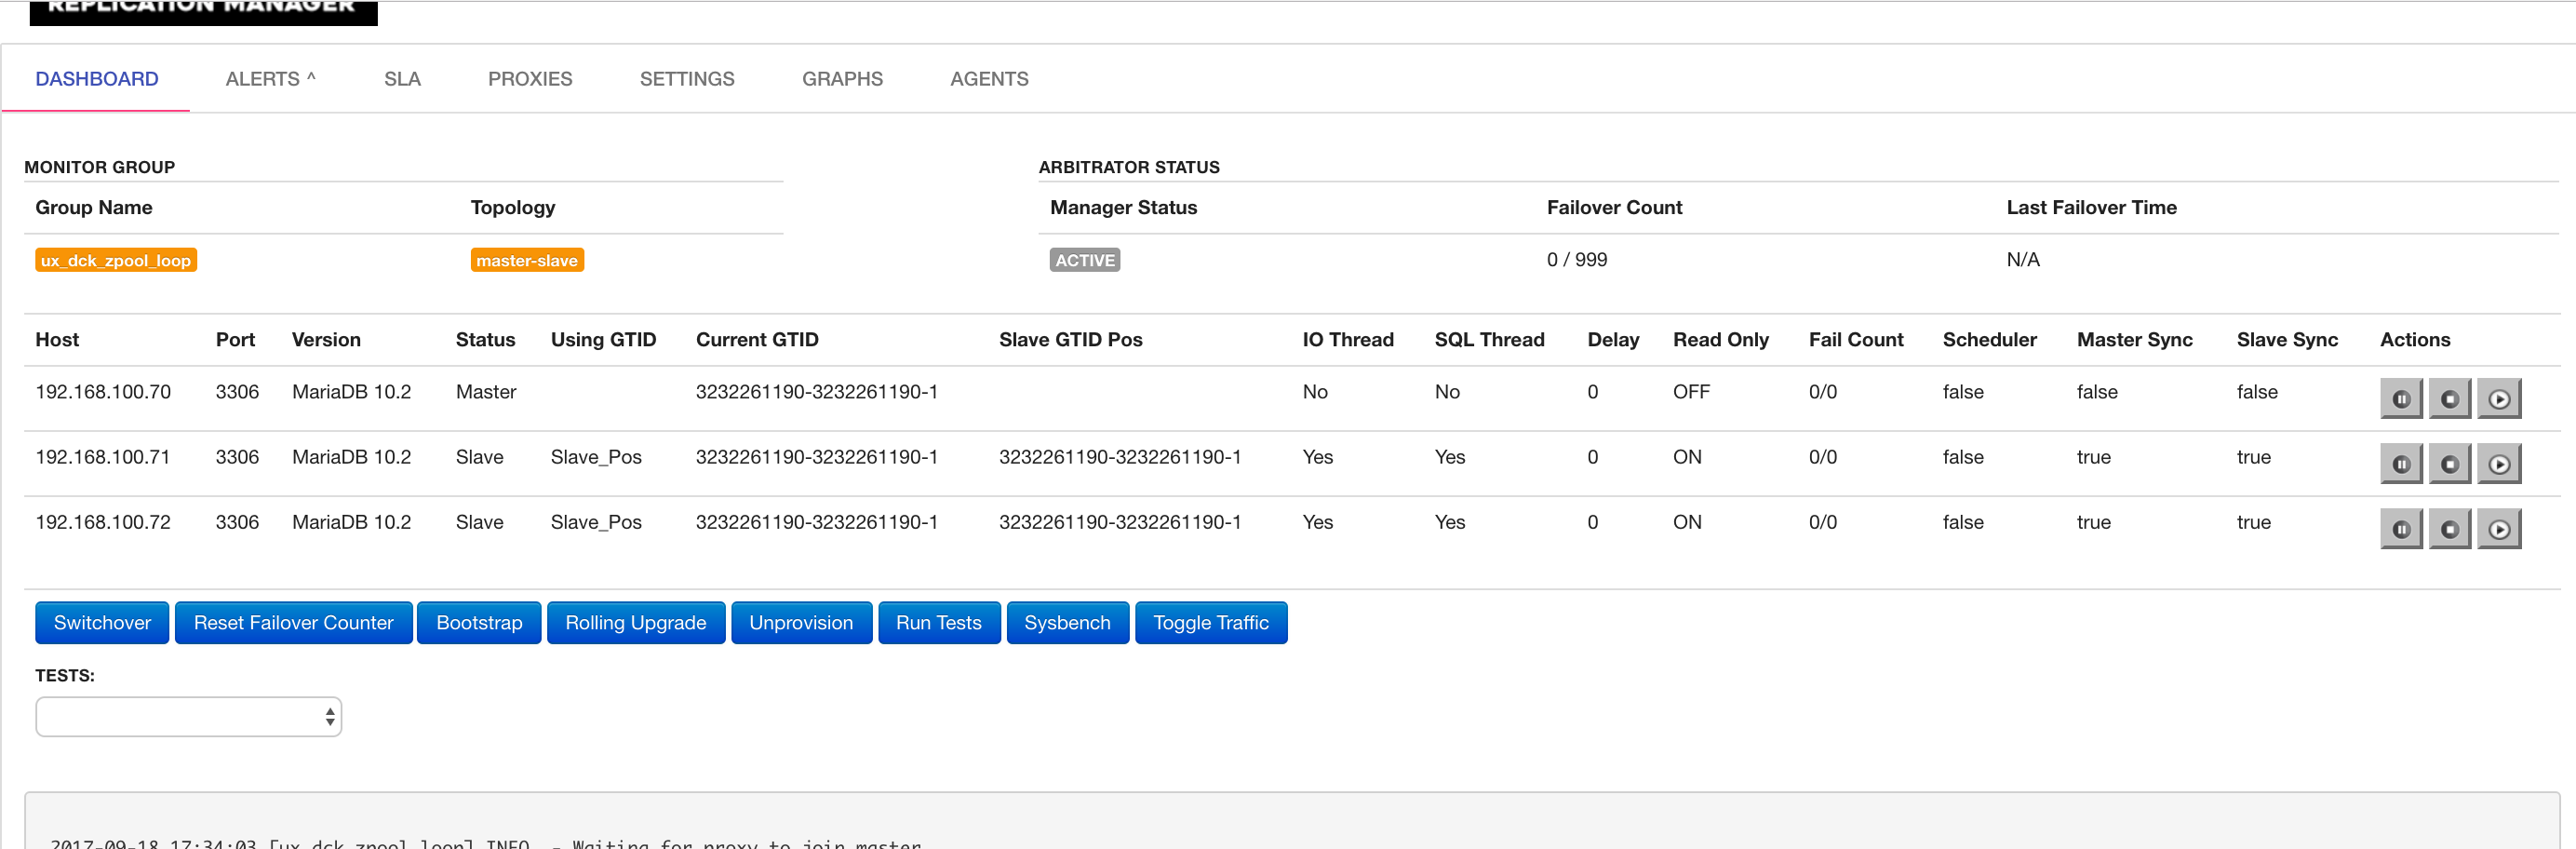 REPLICATION MANAGER
DASHBOARD ALERTS ^ SLA PROXIES SETTINGS GRAPHS AGENTS
MONITOR GROUP
Group Name Topology
ux_dck_zpool_loop master-slave
ARBITRATOR STATUS
Manager Status Failover Count Last Failover Time
ACTIVE 0 / 999 N/A
Host Port Version Status Using GTID Current GTID Slave GTID Pos IO Thread SQL Thread Delay Read Only Fail Count Scheduler Master Sync Slave Sync Actions
192.168.100.70 3306 MariaDB 10.2 Master 3232261190-3232261190-1 No No 0 OFF 0/0 false false false
192.168.100.71 3306 MariaDB 10.2 Slave Slave_Pos 3232261190-3232261190-1 3232261190-3232261190-1 Yes Yes 0 ON 0/0 false true true
192.168.100.72 3306 MariaDB 10.2 Slave Slave_Pos 3232261190-3232261190-1 3232261190-3232261190-1 Yes Yes 0 ON 0/0 false true true
Switchover Reset Failover Counter Bootstrap Rolling Upgrade Unprovision Run Tests Sysbench Toggle Traffic
TESTS:
2017-09-18 17:34:03 [ux_dck_zpool_loop] INFO - Waiting for proxy to join master